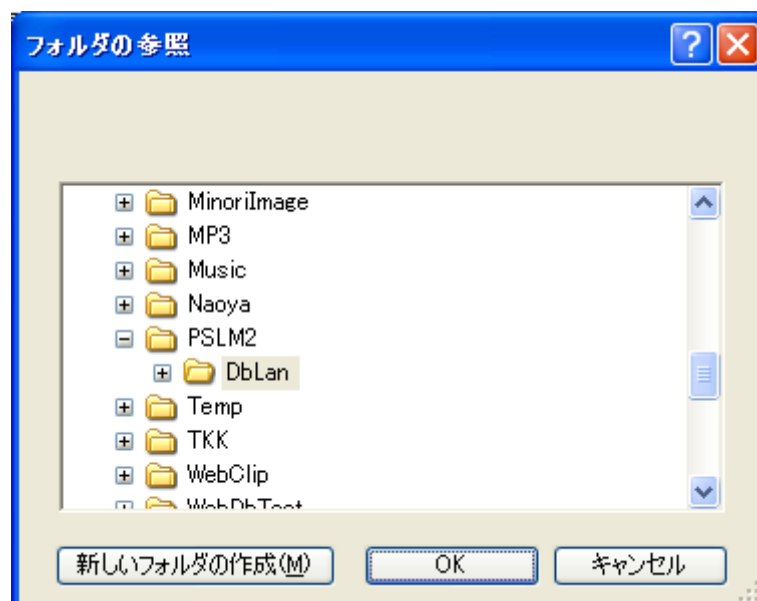 フォルダの参照
MinoriImage
MP3
Music
Naoya
PSLM2
DbLan
Temp
TKK
WebClip
WebDbTest
新しいフォルダの作成(M)
OK
キャンセル